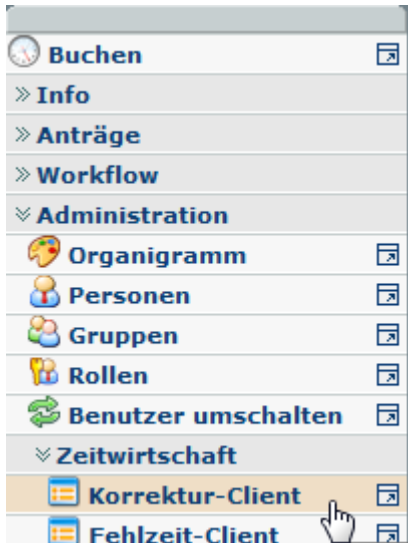 Buchen
Info
Anträge
Workflow
Administration
Organigramm
Personen
Gruppen
Rollen
Benutzer umschalten
Zeitwirtschaft
Korrektur-Client
Fehlzeit-Client